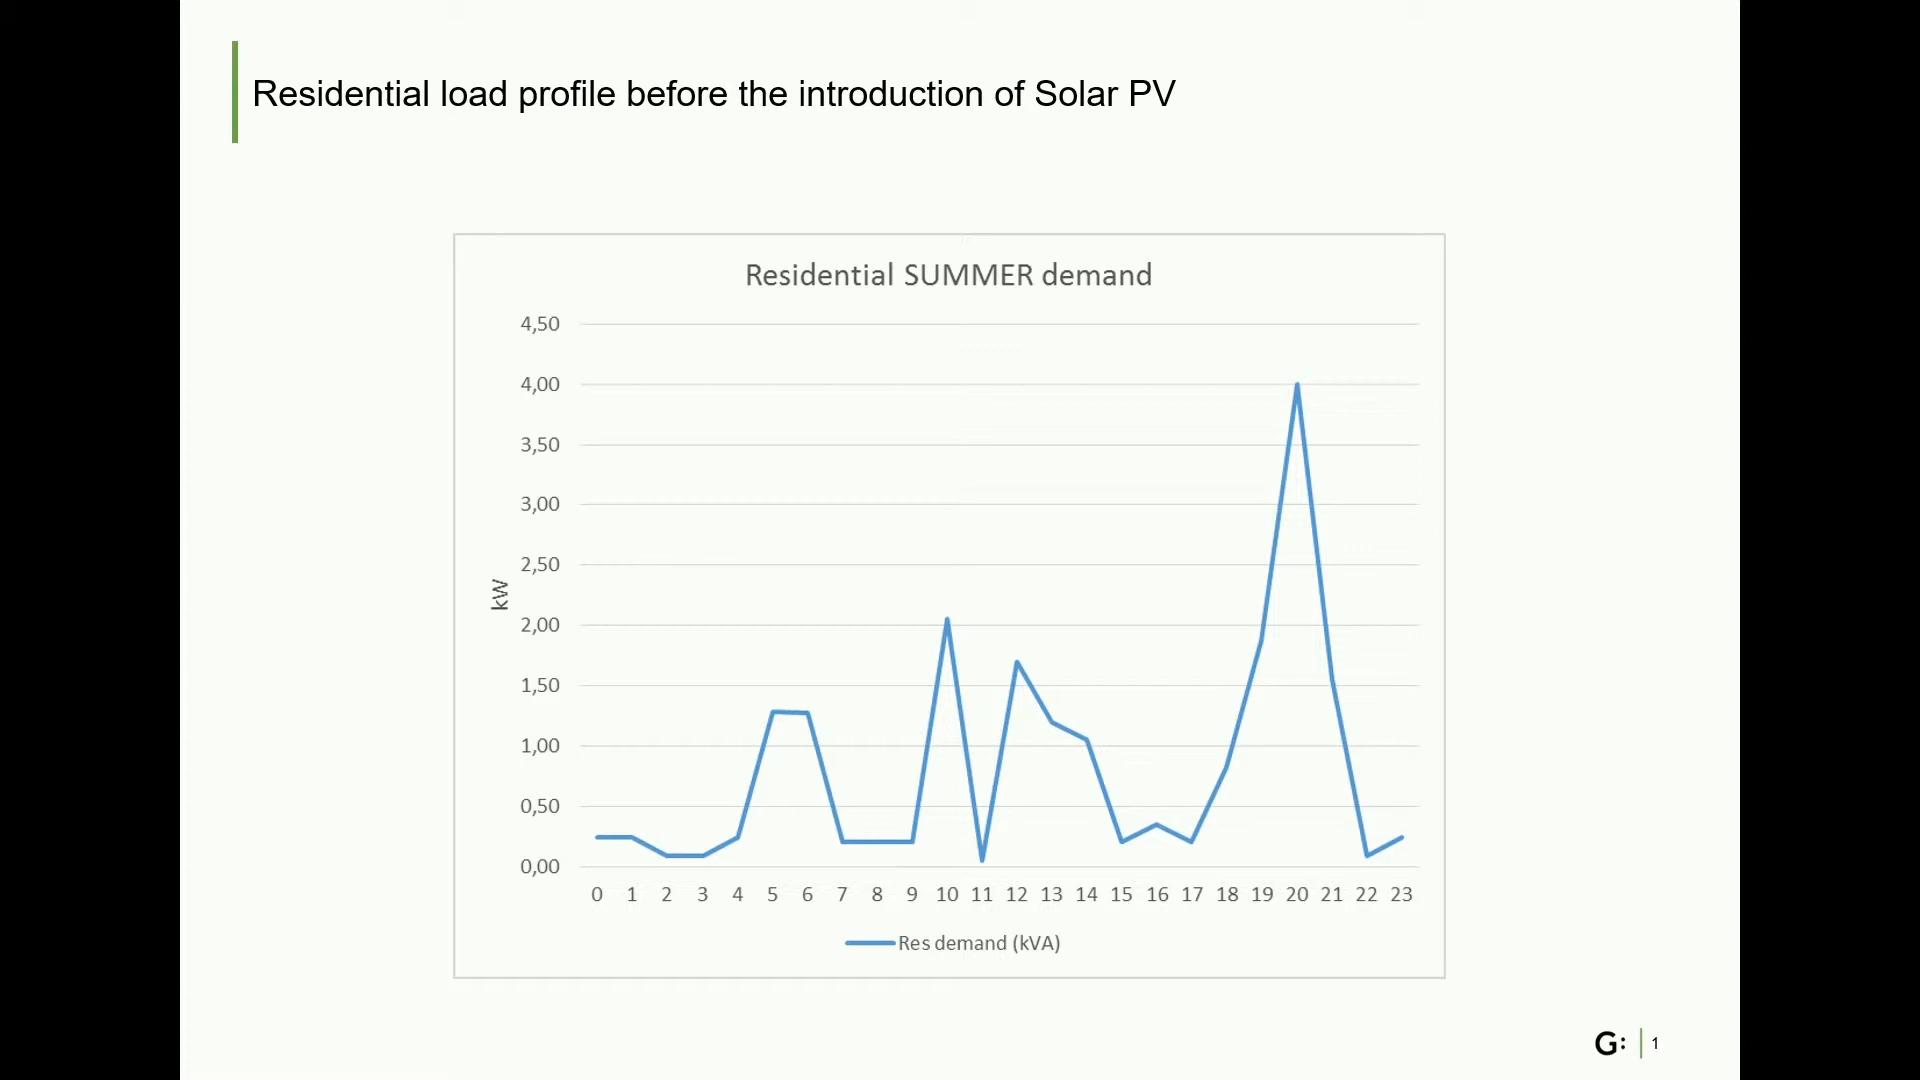 Residential load profile before the introduction of Solar PV
Residential SUMMER demand
4,50
4,00
3,50
3,00
2,50
2,00
1,50
1,00
0,50
0,00
kW
0 1 2 3 4 5 6 7 8 9 10 11 12 13 14 15 16 17 18 19 20 21 22 23
Res demand (kVA)
G: 1